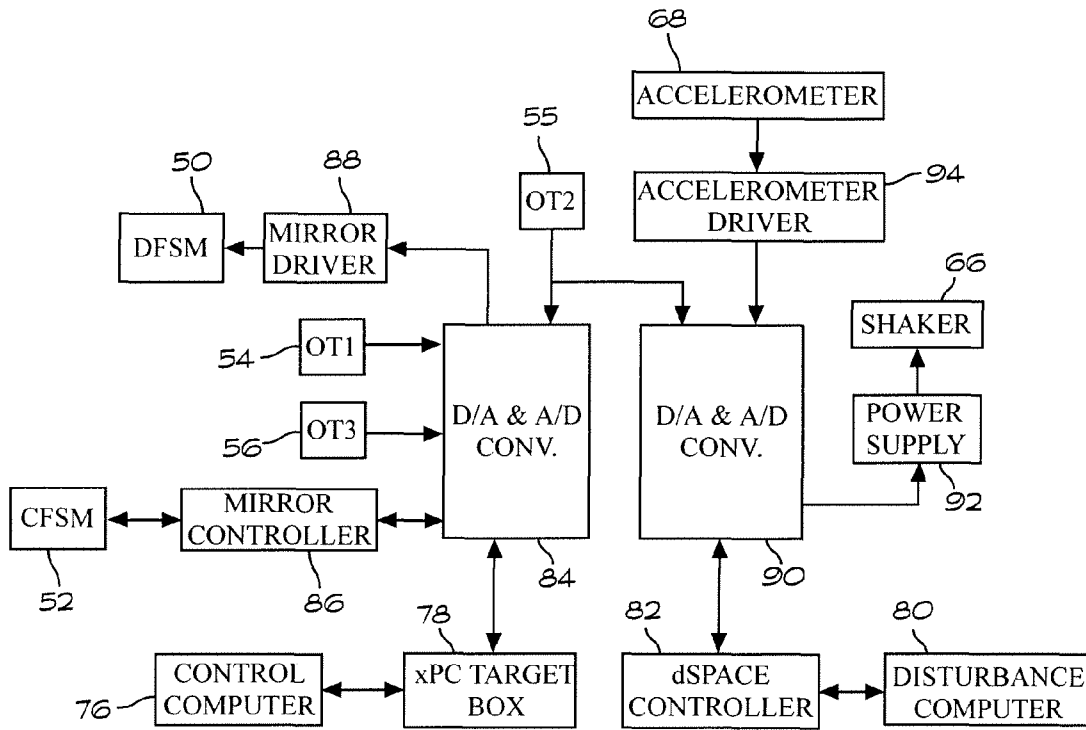 68
ACCELEROMETER
55
50
88
OT2
94
ACCELEROMETER
DRIVER
DFSM
MIRROR
DRIVER
66
SHAKER
54
OT1
D/A & A/D
CONV.
D/A & A/D
CONV.
POWER
SUPPLY
56
OT3
92
CFSM
MIRROR
CONTROLLER
52
86
84
90
78
82
80
76
CONTROL
COMPUTER
xPC TARGET
BOX
dSPACE
CONTROLLER
DISTURBANCE
COMPUTER